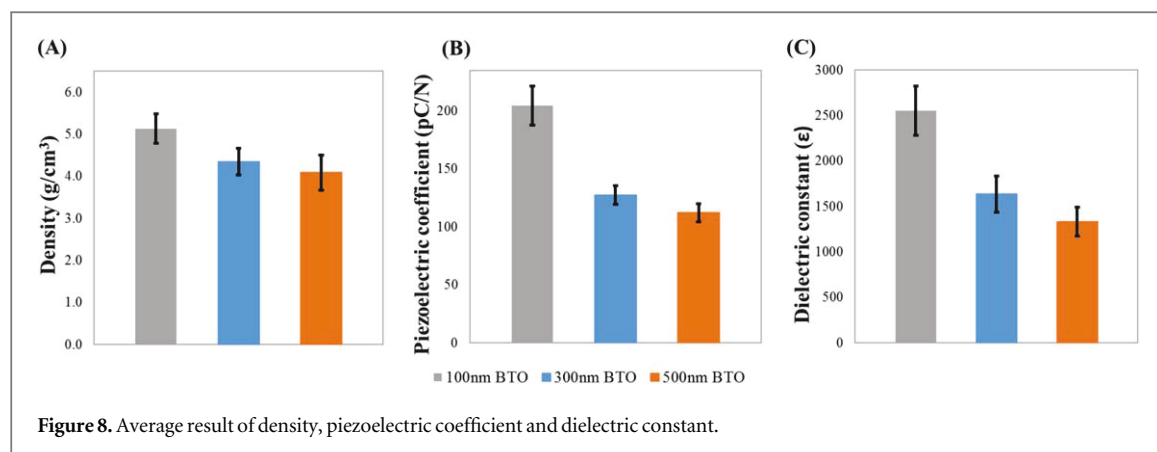 (A)
Density (g/cm³)
6.0
5.0
4.0
3.0
2.0
1.0
0.0
(B)
Piezoelectric coefficient (pC/N)
200
150
100
50
0
(C)
Dielectric constant (ε)
3000
2500
2000
1500
1000
500
0
100nm BTO 300nm BTO 500nm BTO
Figure 8. Average result of density, piezoelectric coefficient and dielectric constant.